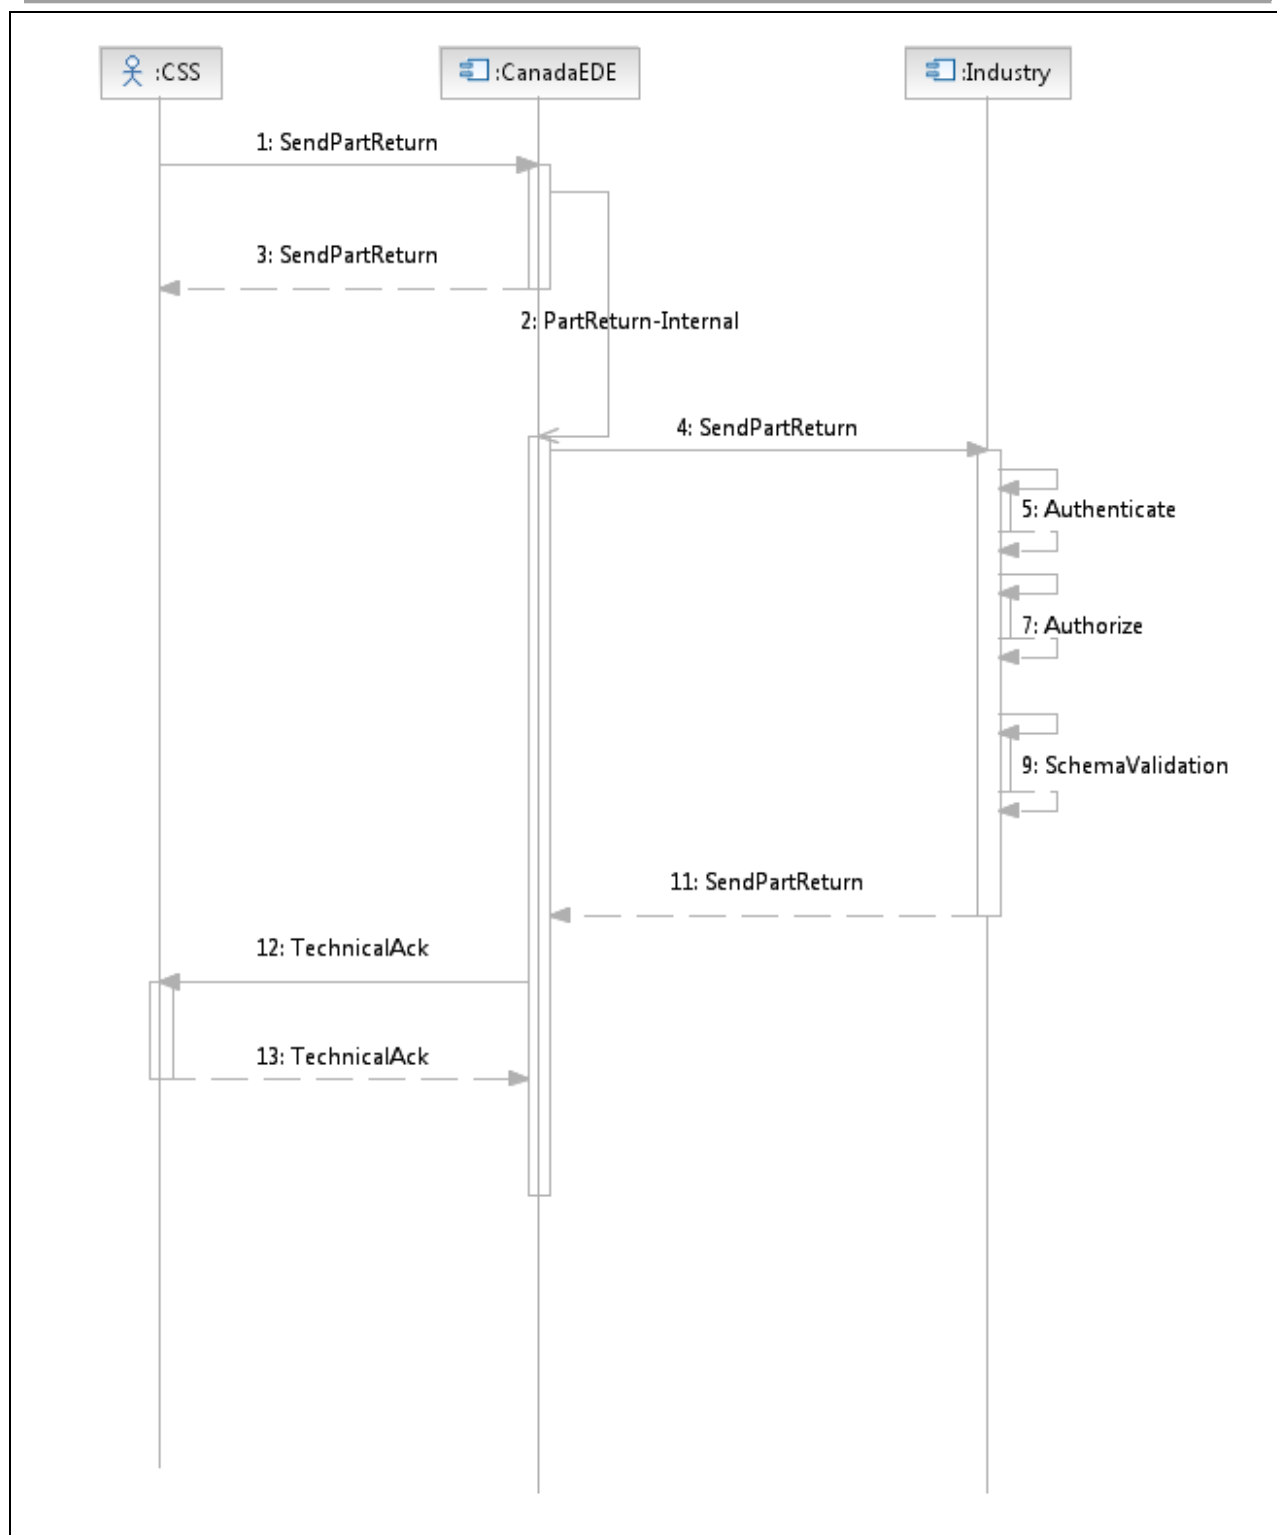 :CSS
:CanadaEDE
:Industry
1: SendPartReturn
3: SendPartReturn
2: PartReturn-Internal
4: SendPartReturn
5: Authenticate
7: Authorize
9: SchemaValidation
11: SendPartReturn
12: TechnicalAck
13: TechnicalAck